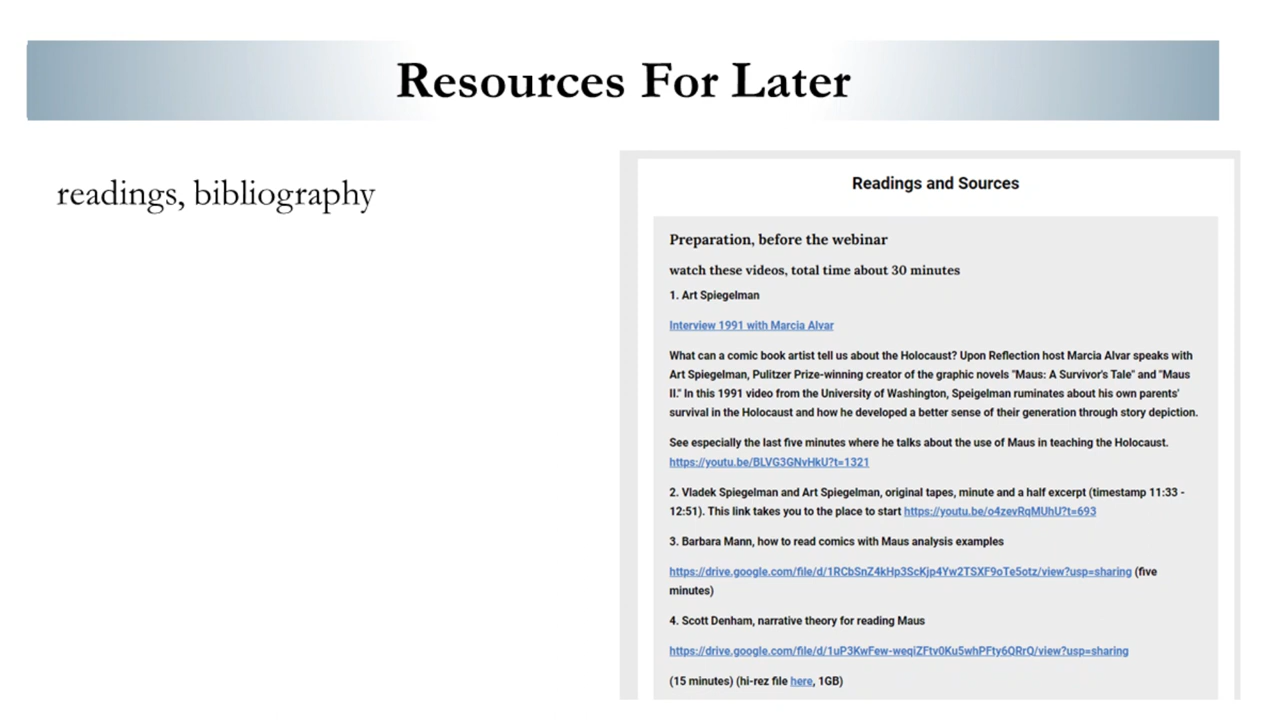 Resources For Later
readings, bibliography
Readings and Sources
Preparation, before the webinar
watch these videos, total time about 30 minutes
1. Art Spiegelman
Interview 1991 with Marcia Alvar
What can a comic book artist tell us about the Holocaust? Upon Reflection host Marcia Alvar speaks with
Art Spiegelman, Pulitzer Prize-winning creator of the graphic novels "Maus: A Survivor's Tale" and "Maus
II." In this 1991 video from the University of Washington, Speigelman ruminates about his own parents'
survival in the Holocaust and how he developed a better sense of their generation through story depiction.
See especially the last five minutes where he talks about the use of Maus in teaching the Holocaust.
https://youtu.be/BLVG3GNvHkU?t=1321
2. Vladek Spiegelman and Art Spiegelman, original tapes, minute and a half excerpt (timestamp 11:33 -
12:51). This link takes you to the place to start https://youtu.be/o4zevRqMUhU?t=693
3. Barbara Mann, how to read comics with Maus analysis examples
https://drive.google.com/file/d/1RCbSnZ4kHp3ScKjp4Yw2TSXF9oTe5otz/view?usp=sharing (five
minutes)
4. Scott Denham, narrative theory for reading Maus
https://drive.google.com/file/d/1uP3KwFew-weqiZFtv0Ku5whPFty6QRrQ/view?usp=sharing
(15 minutes) (hi-rez file here, 1GB)